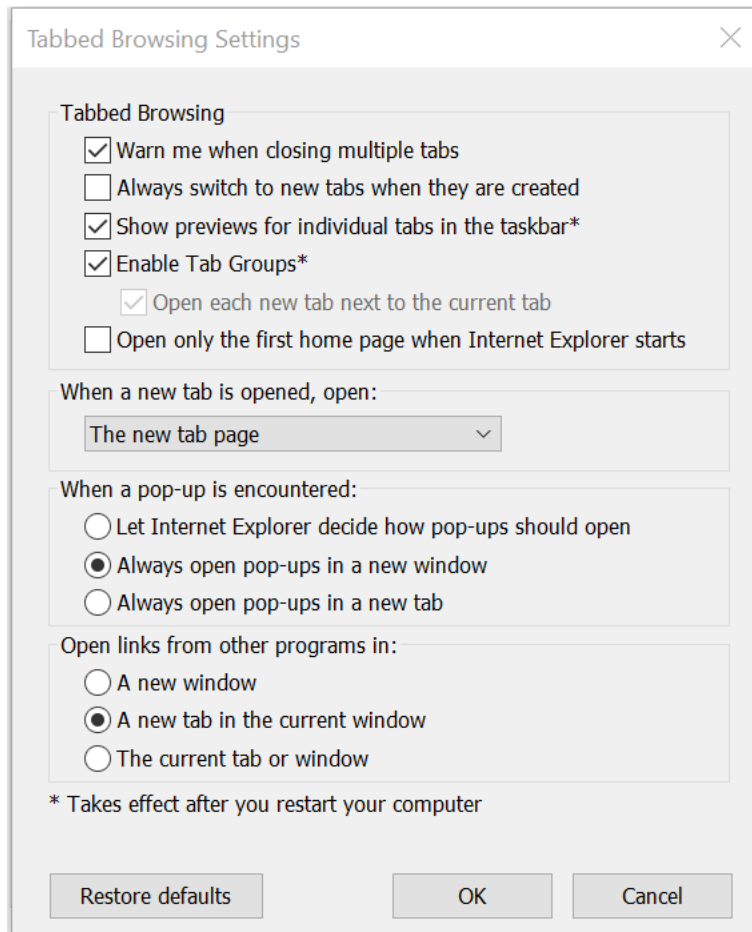 Tabbed Browsing Settings
Tabbed Browsing
Warn me when closing multiple tabs
Always switch to new tabs when they are created
Show previews for individual tabs in the taskbar*
Enable Tab Groups*
Open each new tab next to the current tab
Open only the first home page when Internet Explorer starts
When a new tab is opened, open:
The new tab page
When a pop-up is encountered:
Let Internet Explorer decide how pop-ups should open
Always open pop-ups in a new window
Always open pop-ups in a new tab
Open links from other programs in:
A new window
A new tab in the current window
The current tab or window
* Takes effect after you restart your computer
Restore defaults OK Cancel